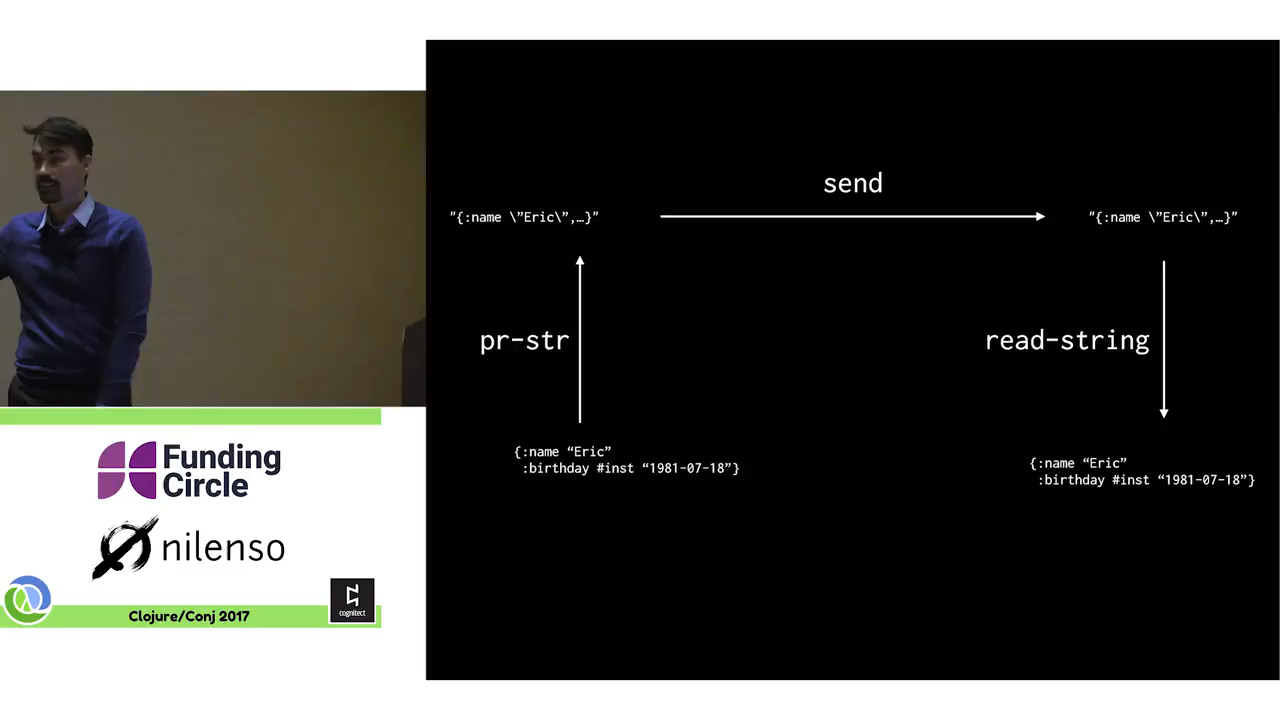 send
"{:name \"Eric\",…}"
"{:name \"Eric\",…}"
pr-str
read-string
{:name “Eric”
:birthday #inst “1981-07-18”}
{:name “Eric”
:birthday #inst “1981-07-18”}
Funding
Circle
nilenso
cognitect
Clojure/Conj 2017